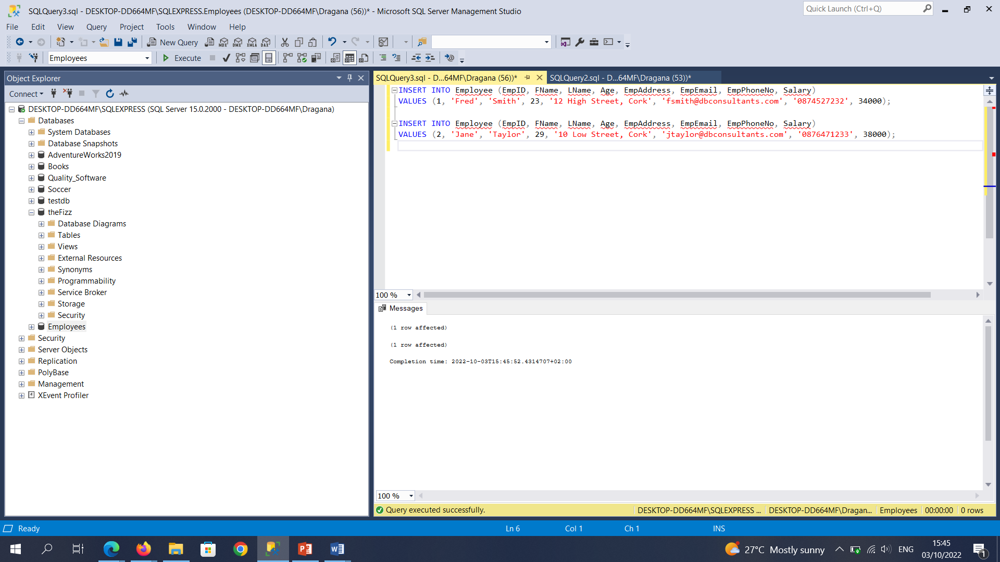 SQLQuery3.sql - DESKTOP-DD664MF\SQLEXPRESS.Employees (DESKTOP-DD664MF\Dragana (56))* - Microsoft SQL Server Management Studio
Quick Launch (Ctrl+Q)
File Edit View Query Project Tools Window Help
New Query MDX DMX XMLA DAX
Employees Execute
Object Explorer
Connect
DESKTOP-DD664MF\SQLEXPRESS (SQL Server 15.0.2000 - DESKTOP-DD664MF\Dragana)
Databases
System Databases
Database Snapshots
AdventureWorks2019
Books
Quality_Software
Soccer
testdb
theFizz
Database Diagrams
Tables
Views
External Resources
Synonyms
Programmability
Service Broker
Storage
Security
Employees
Security
Server Objects
Replication
PolyBase
Management
XEvent Profiler
SQLQuery3.sql - D...64MF\Dragana (56))* SQLQuery2.sql - D...64MF\Dragana (53))*
INSERT INTO Employee (EmpID, FName, LName, Age, EmpAddress, EmpEmail, EmpPhoneNo, Salary)
VALUES (1, 'Fred', 'Smith', 23, '12 High Street, Cork', 'fsmith@dbconsultants.com', '0874527232', 34000);
INSERT INTO Employee (EmpID, FName, LName, Age, EmpAddress, EmpEmail, EmpPhoneNo, Salary)
VALUES (2, 'Jane', 'Taylor', 29, '10 Low Street, Cork', 'jtaylor@dbconsultants.com', '0876471233', 38000);
100 %
Messages
(1 row affected)
(1 row affected)
Completion time: 2022-10-03T15:45:52.4314707+02:00
100 %
Query executed successfully. DESKTOP-DD664MF\SQLEXPRESS ... DESKTOP-DD664MF\Dragan... Employees 00:00:00 0 rows
Ready Ln 6 Col 1 Ch 1 INS
27°C Mostly sunny ENG 15:45
03/10/2022 1